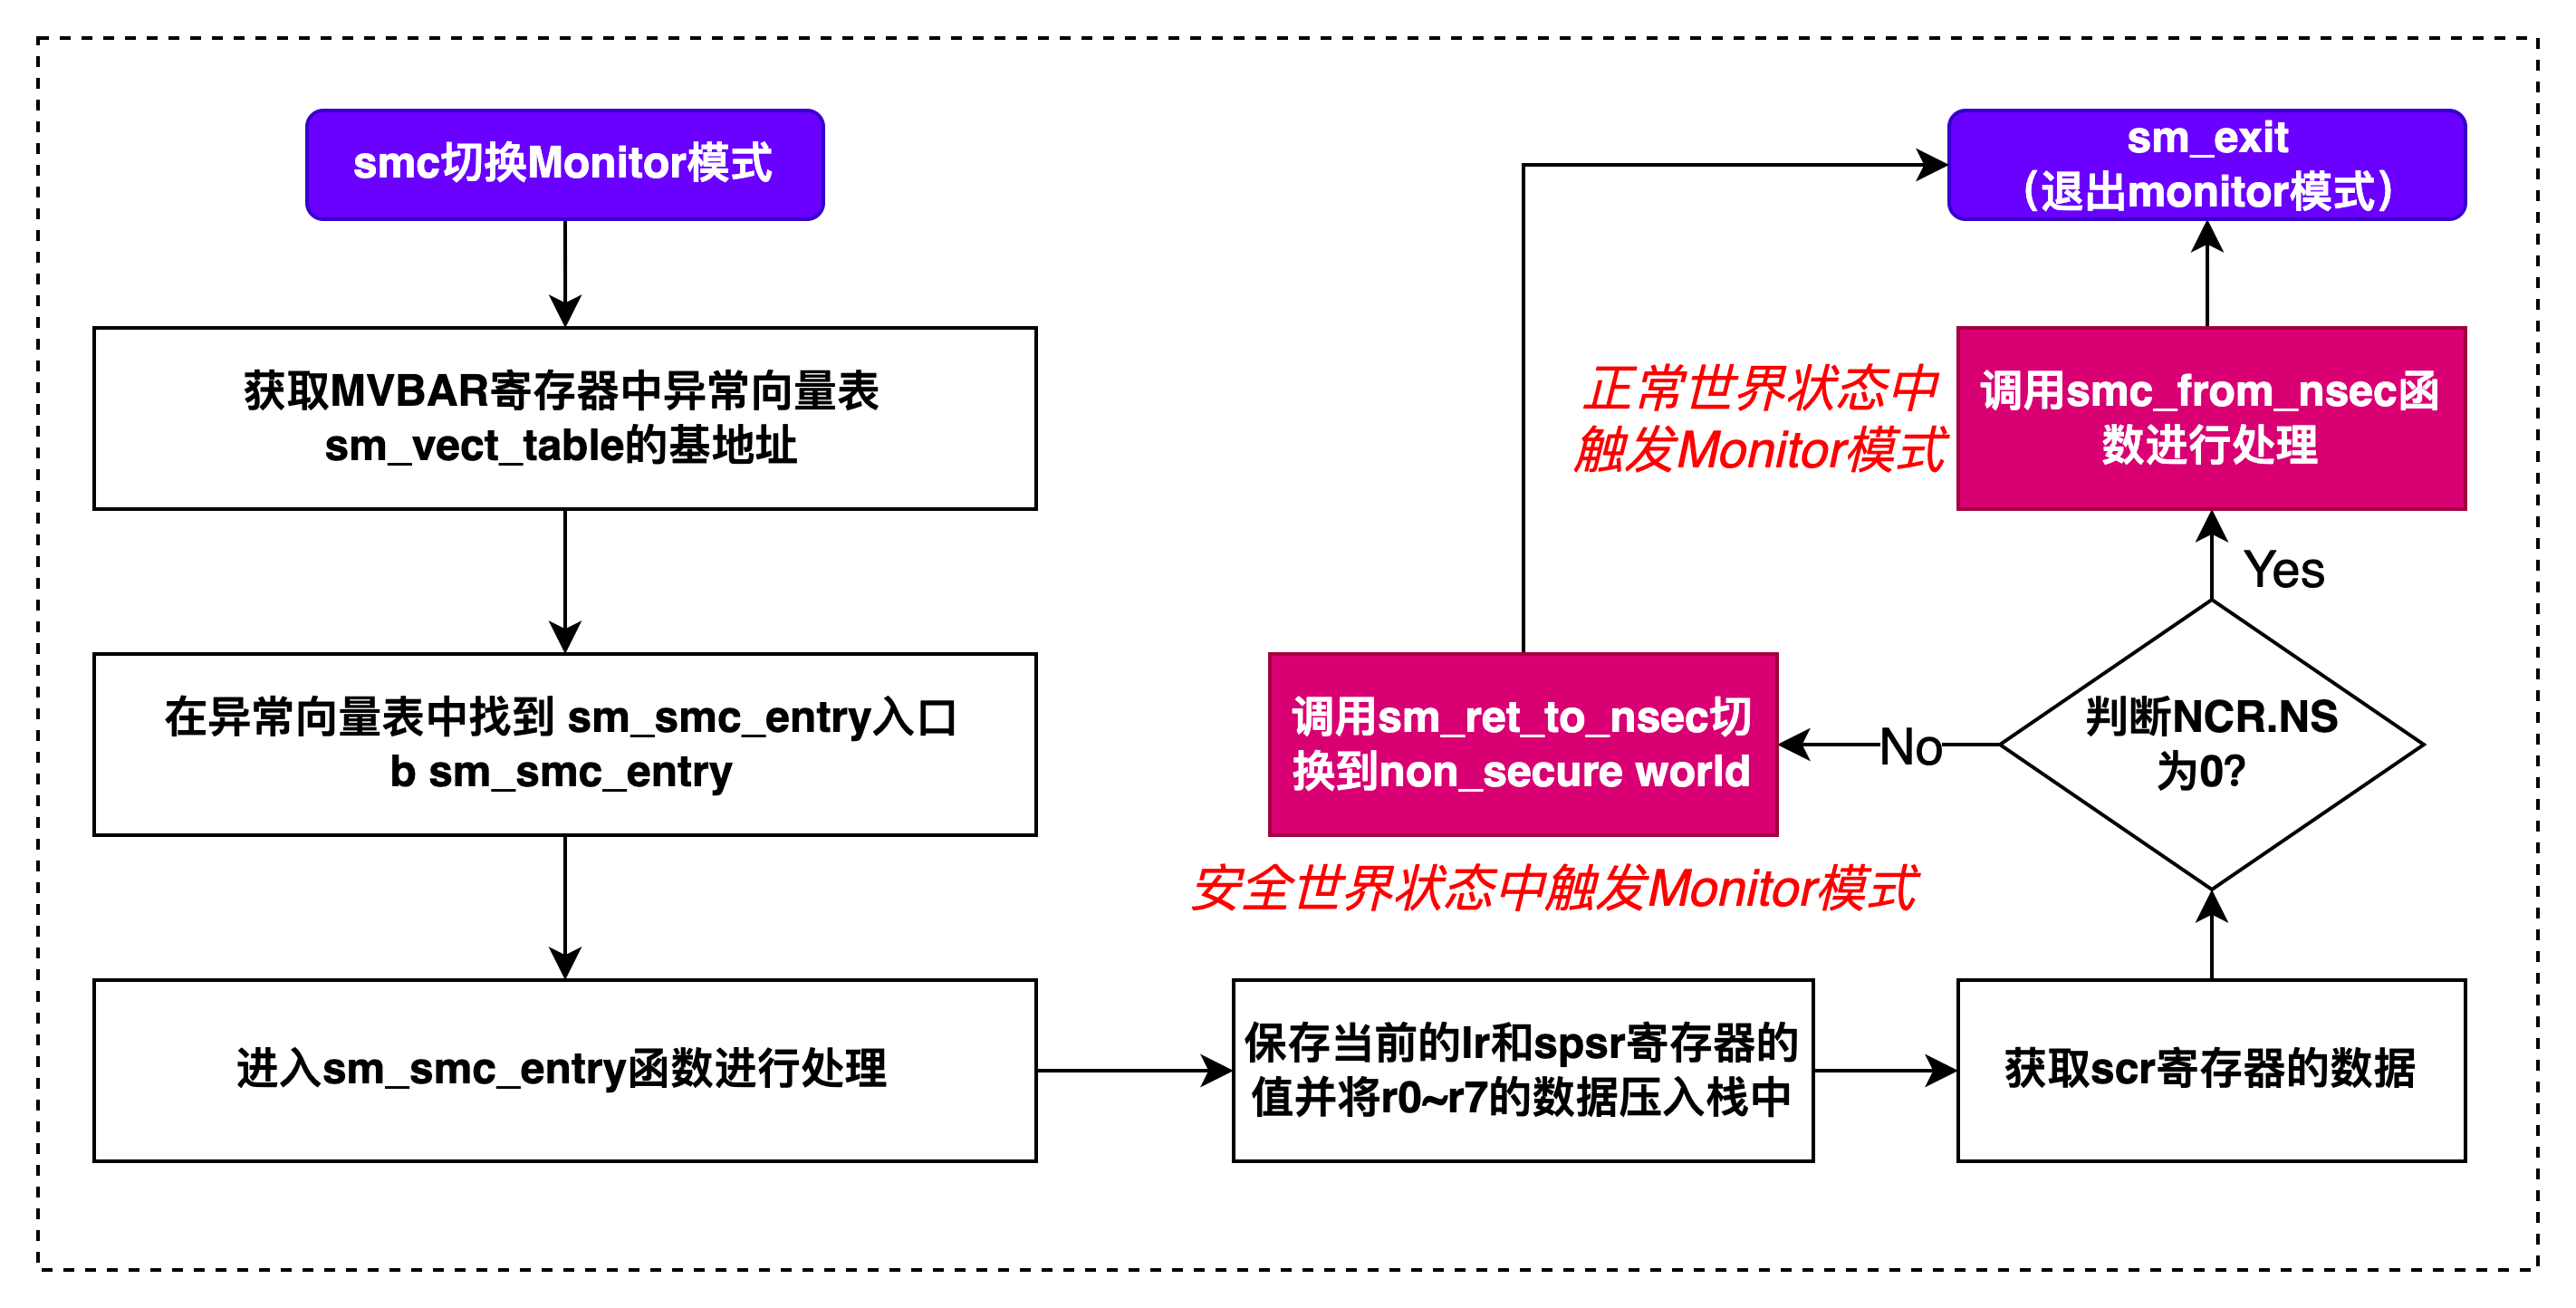 smc切换Monitor模式
获取MVBAR寄存器中异常向量表
sm_vect_table的基地址
在异常向量表中找到 sm_smc_entry入口
b sm_smc_entry
进入sm_smc_entry函数进行处理
保存当前的lr和spsr寄存器的
值并将r0~r7的数据压入栈中
获取scr寄存器的数据
判断NCR.NS
为0?
Yes
No
调用smc_from_nsec函
数进行处理
正常世界状态中
触发Monitor模式
调用sm_ret_to_nsec切
换到non_secure world
安全世界状态中触发Monitor模式
sm_exit
（退出monitor模式）